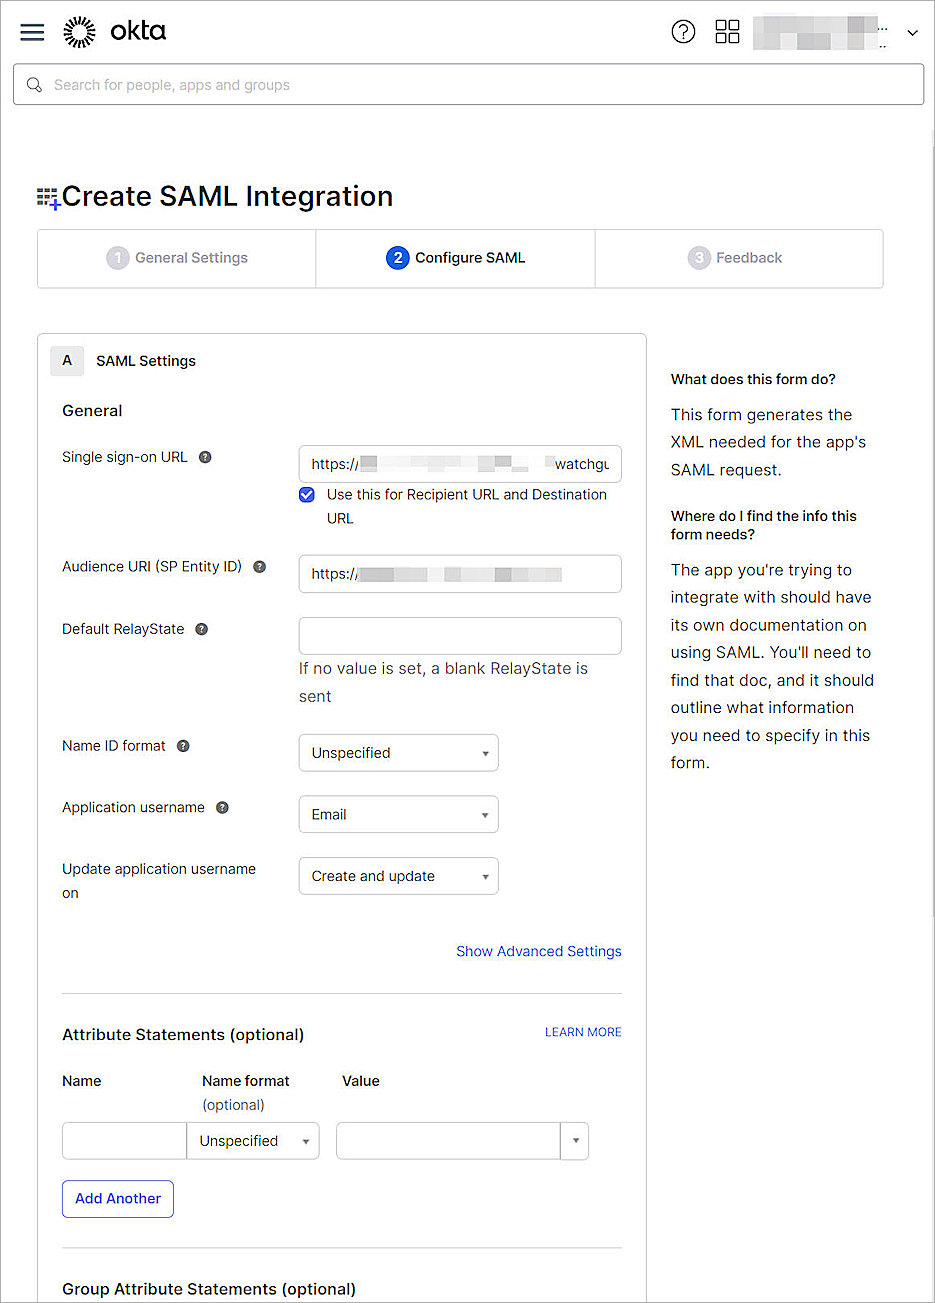 okta
Search for people, apps and groups
Create SAML Integration
1 General Settings
2 Configure SAML
3 Feedback
A SAML Settings
General
Single sign-on URL
https://
watchgu
Use this for Recipient URL and Destination
URL
Audience URI (SP Entity ID)
https://
Default RelayState
If no value is set, a blank RelayState is
sent
Name ID format
Unspecified
Application username
Email
Update application username
on
Create and update
Show Advanced Settings
Attribute Statements (optional)
LEARN MORE
Name
Name format
(optional)
Value
Unspecified
Add Another
Group Attribute Statements (optional)
What does this form do?
This form generates the
XML needed for the app's
SAML request.
Where do I find the info this
form needs?
The app you're trying to
integrate with should have
its own documentation on
using SAML. You'll need to
find that doc, and it should
outline what information
you need to specify in this
form.